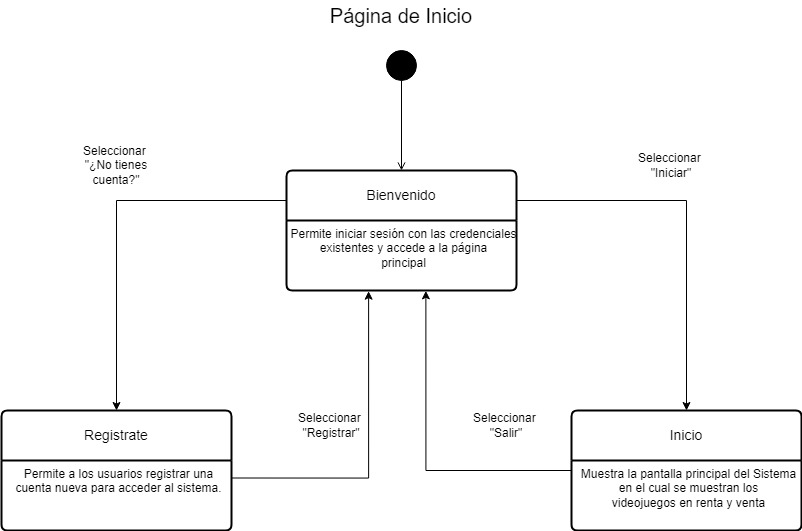 Página de Inicio
Seleccionar
"¿No tienes
cuenta?"
Seleccionar
"Iniciar"
Bienvenido
Permite iniciar sesión con las credenciales
existentes y accede a la página
principal
Seleccionar
"Registrar"
Seleccionar
"Salir"
Registrate
Permite a los usuarios registrar una
cuenta nueva para acceder al sistema.
Inicio
Muestra la pantalla principal del Sistema
en el cual se muestran los
videojuegos en renta y venta